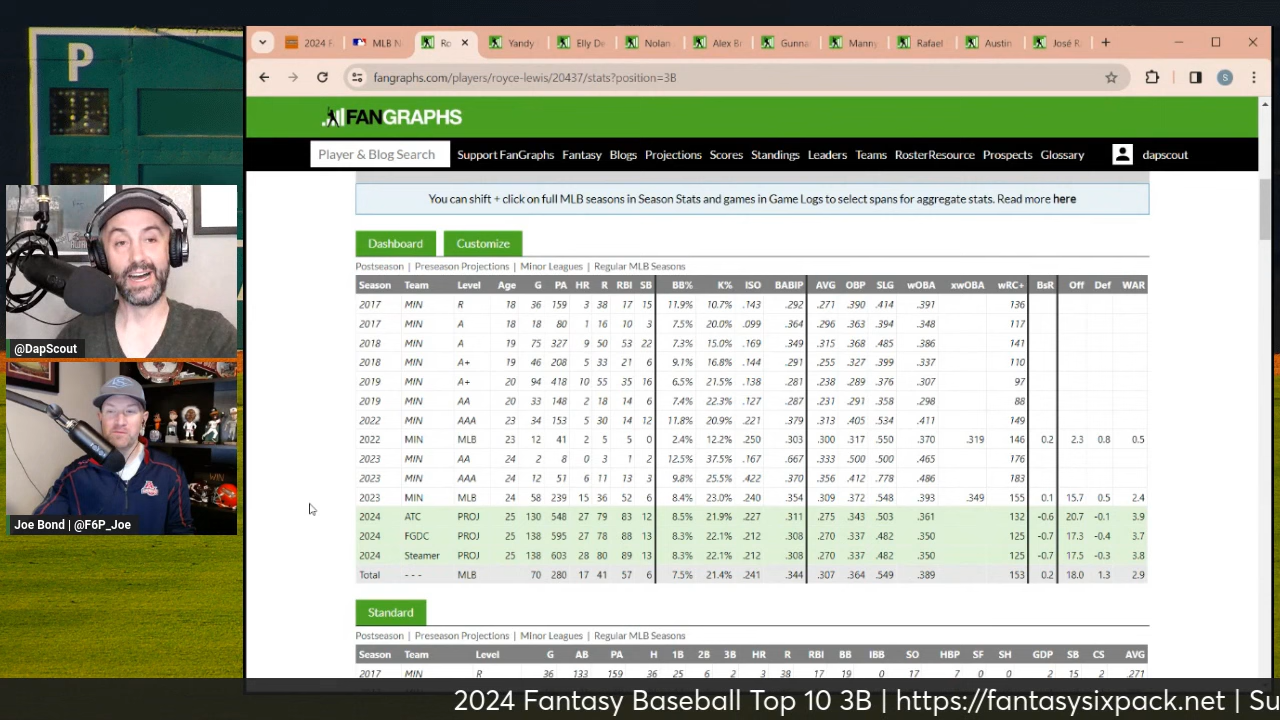 P
2024 F
MLB N
Ro
Yandy
Elly De
Nolan
Alex Br
Gunna
Manny
Rafael
Austin
José R
fangraphs.com/players/royce-lewis/20437/stats?position=3B
S
FANGRAPHS
Player & Blog Search Support FanGraphs Fantasy Blogs Projections Scores Standings Leaders Teams RosterResource Prospects Glossary dapscout
You can shift + click on full MLB seasons in Season Stats and games in Game Logs to select spans for aggregate stats. Read more here
Dashboard Customize
Postseason | Preseason Projections | Minor Leagues | Regular MLB Seasons
Season Team Level Age G PA HR R RBI SB BB% K% ISO BABIP AVG OBP SLG wOBA xwOBA wRC+ BsR Off Def WAR
2017 MIN R 18 36 159 3 38 17 15 11.9% 10.7% .143 .292 .271 .390 .414 .391 136
2017 MIN A 18 18 80 1 16 10 3 7.5% 20.0% .099 .364 .296 .363 .394 .348 117
2018 MIN A 19 75 327 9 50 53 22 7.3% 15.0% .169 .349 .315 .368 .485 .386 141
2018 MIN A+ 19 46 208 5 33 21 6 9.1% 16.8% .144 .291 .255 .327 .399 .337 110
2019 MIN A+ 20 94 418 10 55 35 16 6.5% 21.5% .138 .281 .238 .289 .376 .307 97
2019 MIN AA 20 33 148 2 18 14 6 7.4% 22.3% .127 .287 .231 .291 .358 .298 88
2022 MIN AAA 23 34 153 5 30 14 12 11.8% 20.9% .221 .379 .313 .405 .534 .411 149
2022 MIN MLB 23 12 41 2 5 5 0 2.4% 12.2% .250 .303 .300 .317 .550 .370 .319 146 0.2 2.3 0.8 0.5
2023 MIN AA 24 2 8 0 3 1 2 12.5% 37.5% .167 .667 .333 .500 .500 .465 176
2023 MIN AAA 24 12 51 6 11 13 3 9.8% 25.5% .422 .370 .356 .412 .778 .486 183
2023 MIN MLB 24 58 239 15 36 52 6 8.4% 23.0% .240 .354 .309 .372 .548 .393 .349 155 0.1 15.7 0.5 2.4
2024 ATC PROJ 25 130 548 27 79 83 12 8.5% 21.9% .227 .311 .275 .343 .503 .361 132 -0.6 20.7 -0.1 3.9
2024 FGDC PROJ 25 138 595 27 78 88 13 8.3% 22.1% .212 .308 .270 .337 .482 .350 125 -0.7 17.3 -0.4 3.7
2024 Steamer PROJ 25 138 603 28 80 89 13 8.3% 22.1% .212 .308 .270 .337 .482 .350 125 -0.7 17.5 -0.3 3.8
Total - - - MLB 70 280 17 41 57 6 7.5% 21.4% .241 .344 .307 .364 .549 .389 153 0.2 18.0 1.3 2.9
Standard
Postseason | Preseason Projections | Minor Leagues | Regular MLB Seasons
Season Team Level G AB PA H 1B 2B 3B HR R RBI BB IBB SO HBP SF SH GDP SB CS AVG
2017 MIN R 36 133 159 36 25 6 2 3 38 17 19 0 17 7 0 0 2 15 2 .271
@DapScout
Joe Bond | @F6P_Joe
2024 Fantasy Baseball Top 10 3B | https://fantasysixpack.net | Su